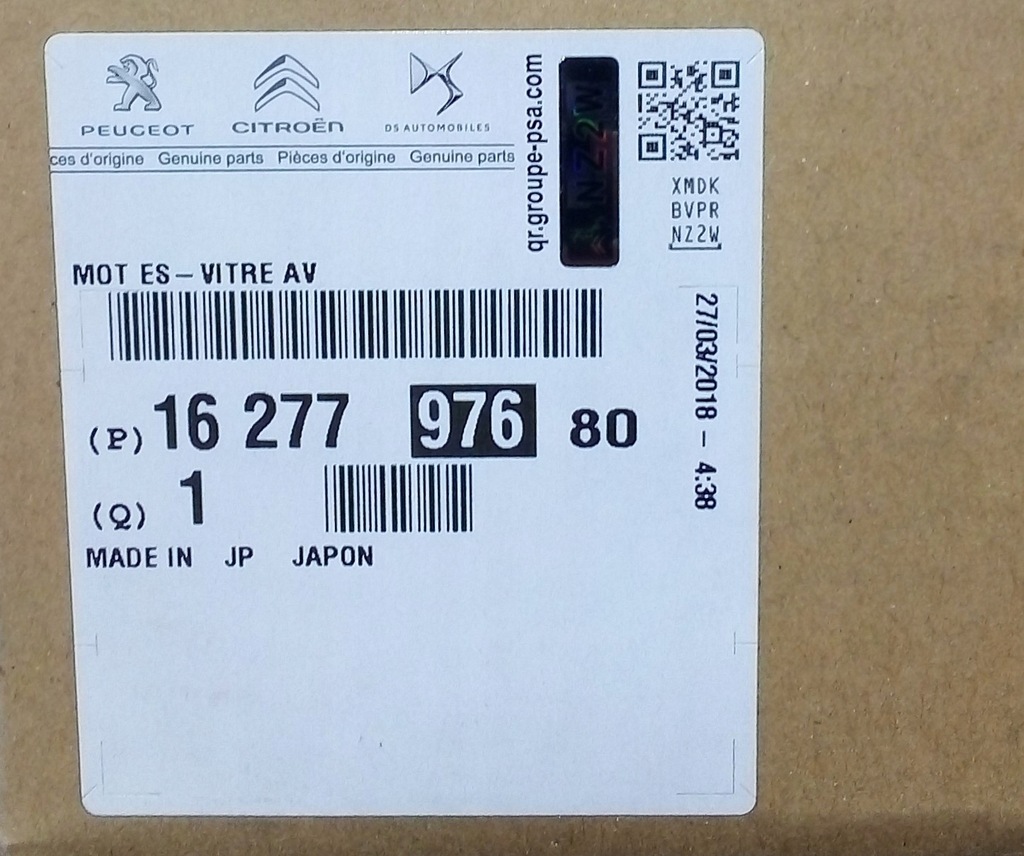 PEUGEOT CITROËN DS AUTOMOBILES
ces d'origine Genuine parts Pièces d'origine Genuine parts
qr.groupe-psa.com
NZ2W
XMDK
BVPR
NZ2W
MOT ES – VITRE AV
27/03/2018 – 4:38
(P) 16 277 976 80
(Q) 1
MADE IN JP JAPON